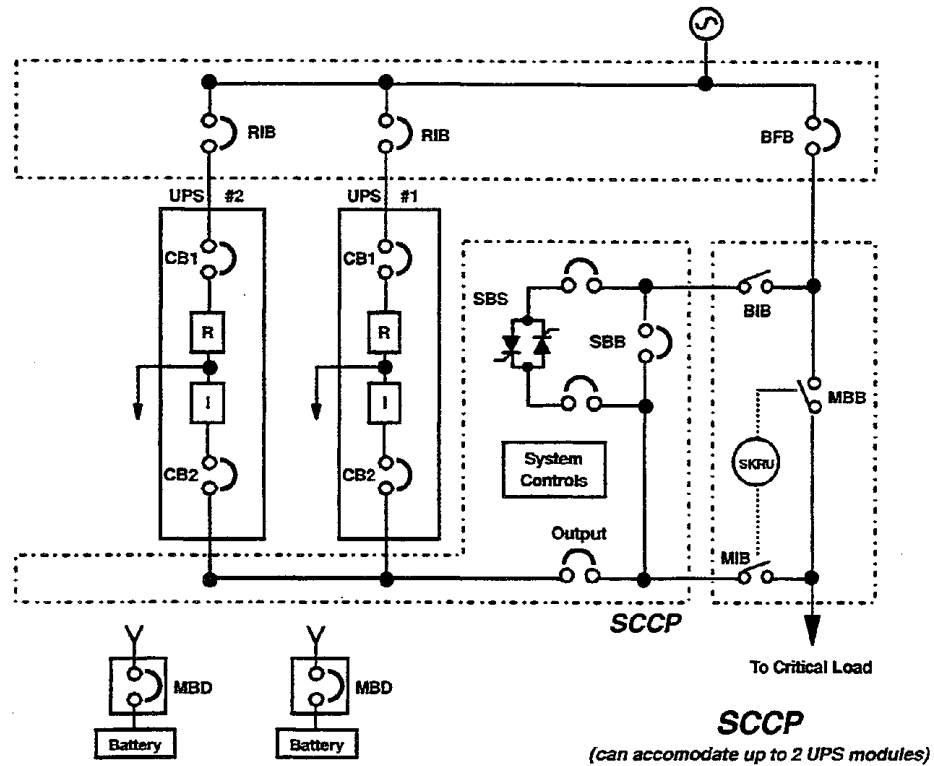 RIB
RIB
BFB
UPS #2
UPS #1
CB1
CB1
SBS
BIB
R
R
SBB
MBB
I
I
System
Controls
SKRU
CB2
CB2
Output
MIB
SCCP
To Critical Load
MBD
MBD
Battery
Battery
SCCP
(can accomodate up to 2 UPS modules)